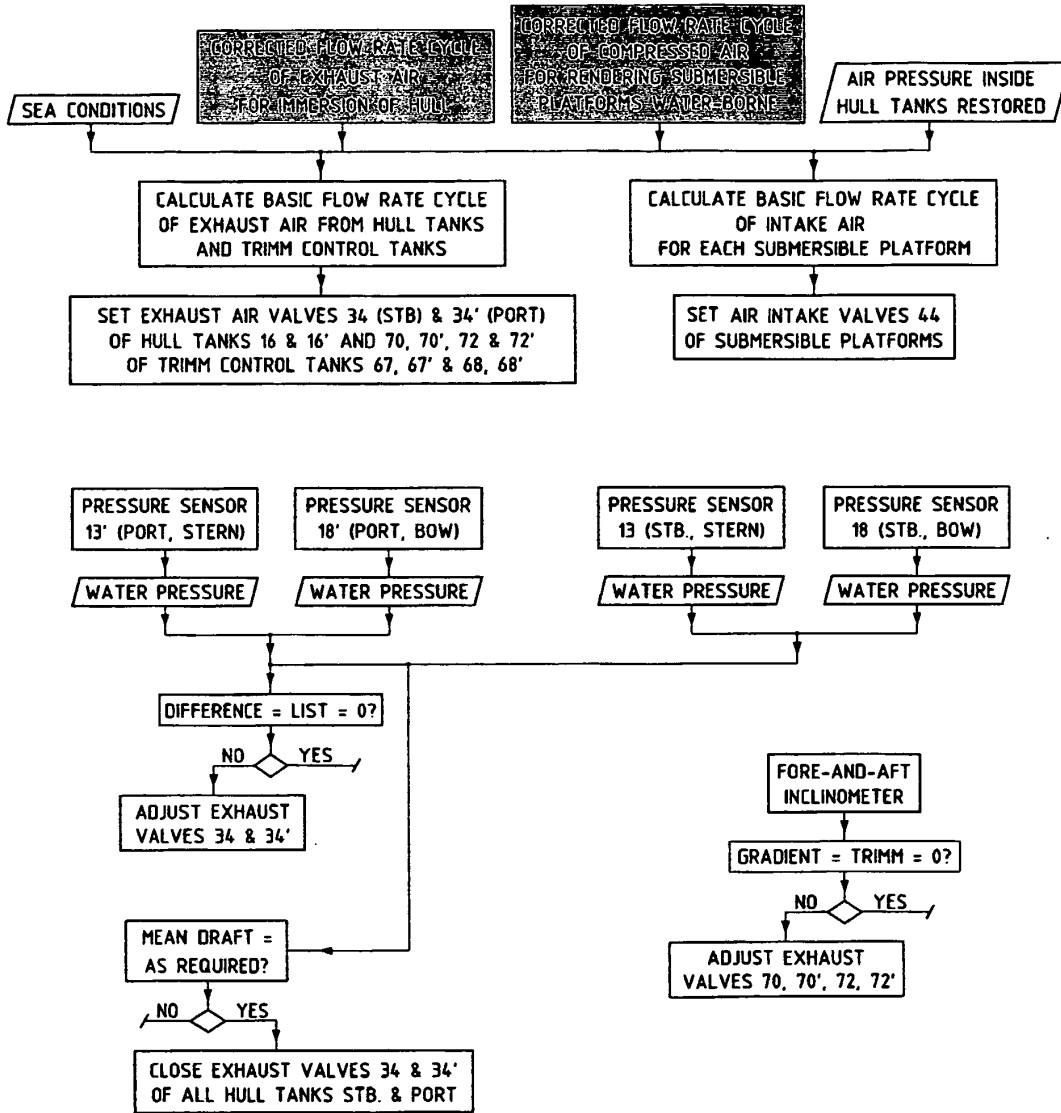 CORRECTED FLOW RATE CYCLE
OF EXHAUST AIR
FOR IMMERSION OF HULL
CORRECTED FLOW RATE CYCLE
OF COMPRESSED AIR
FOR RENDERING SUBMERSIBLE
PLATFORMS WATER-BORNE
SEA CONDITIONS
AIR PRESSURE INSIDE
HULL TANKS RESTORED
CALCULATE BASIC FLOW RATE CYCLE
OF EXHAUST AIR FROM HULL TANKS
AND TRIMM CONTROL TANKS
CALCULATE BASIC FLOW RATE CYCLE
OF INTAKE AIR
FOR EACH SUBMERSIBLE PLATFORM
SET EXHAUST AIR VALVES 34 (STB) & 34' (PORT)
OF HULL TANKS 16 & 16' AND 70, 70', 72 & 72'
OF TRIMM CONTROL TANKS 67, 67' & 68, 68'
SET AIR INTAKE VALVES 44
OF SUBMERSIBLE PLATFORMS
PRESSURE SENSOR
13' (PORT, STERN)
PRESSURE SENSOR
18' (PORT, BOW)
PRESSURE SENSOR
13 (STB., STERN)
PRESSURE SENSOR
18 (STB., BOW)
WATER PRESSURE
WATER PRESSURE
WATER PRESSURE
WATER PRESSURE
DIFFERENCE = LIST = 0?
NO
YES
ADJUST EXHAUST
VALVES 34 & 34'
FORE-AND-AFT
INCLINOMETER
GRADIENT = TRIMM = 0?
NO
YES
ADJUST EXHAUST
VALVES 70, 70', 72, 72'
MEAN DRAFT =
AS REQUIRED?
NO
YES
CLOSE EXHAUST VALVES 34 & 34'
OF ALL HULL TANKS STB. & PORT